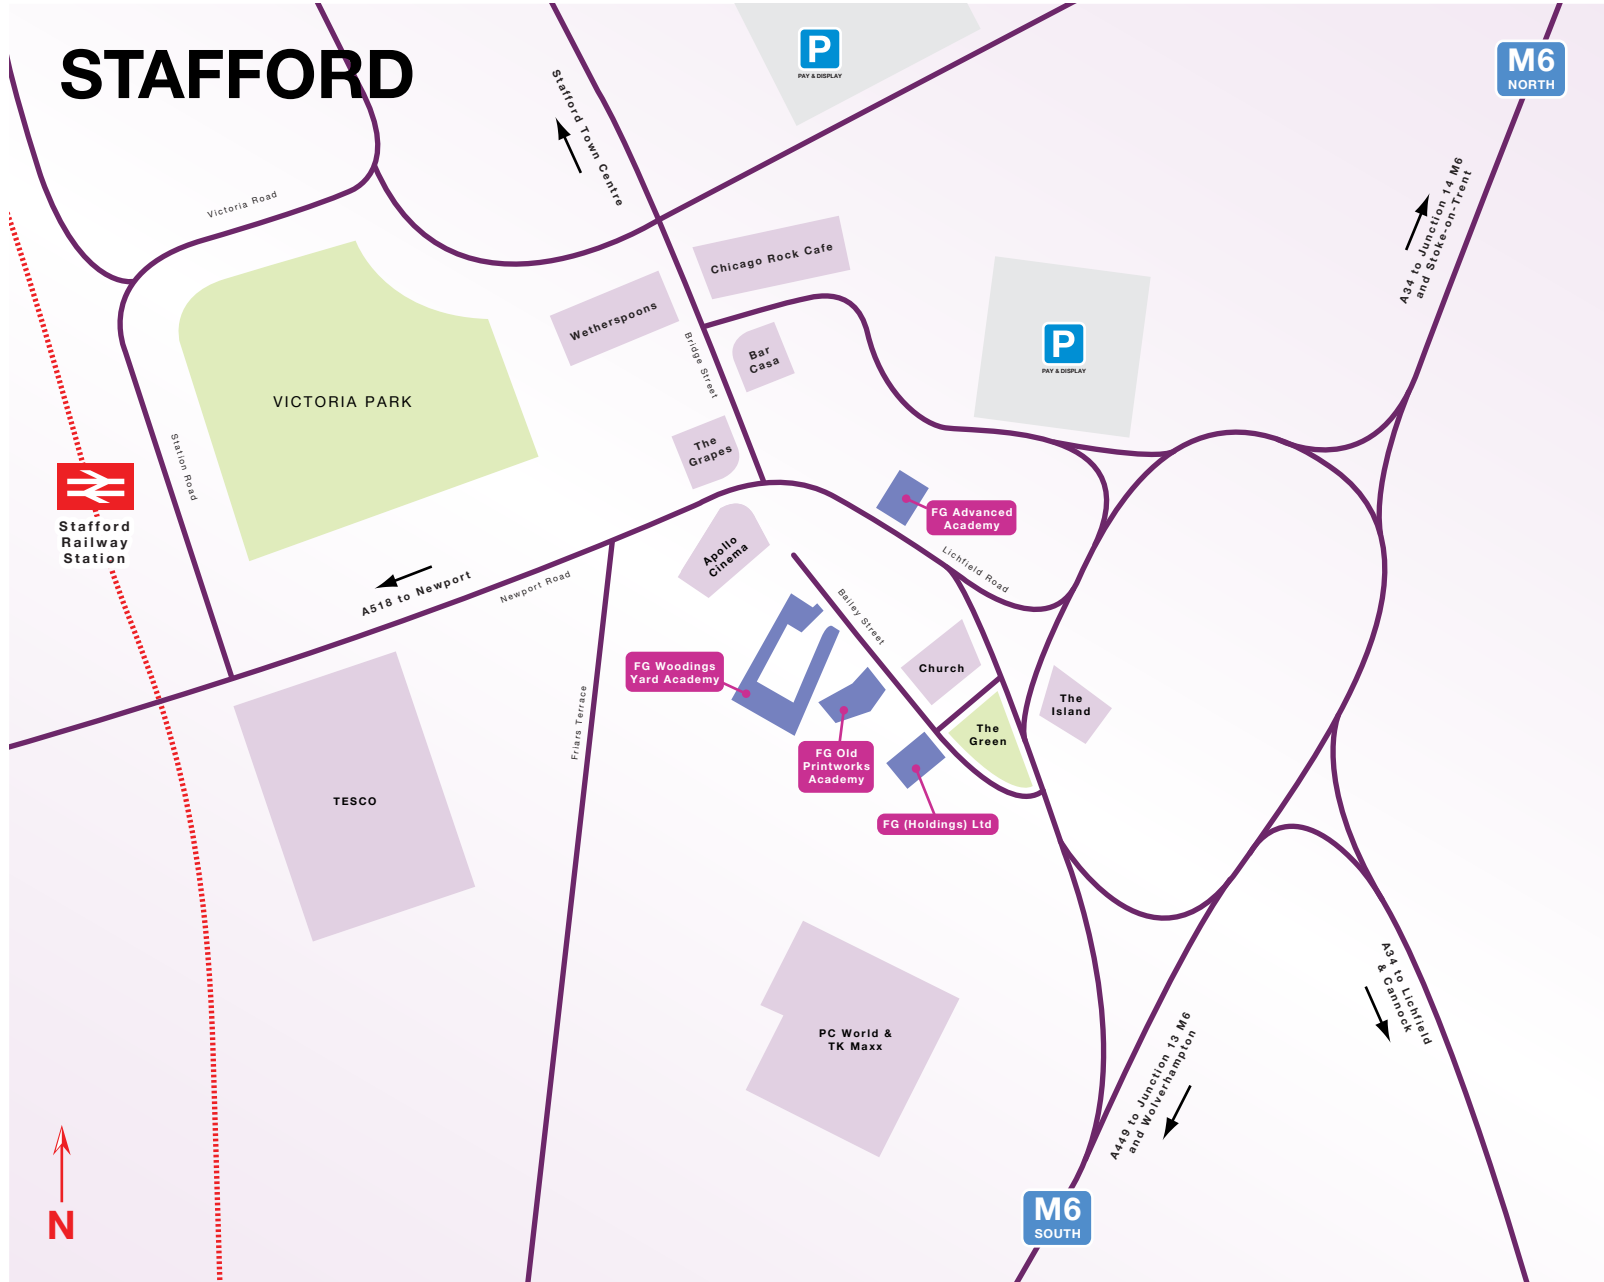 STAFFORD
P
PAY & DISPLAY
M6
NORTH
Stafford Town Centre
A34 to Junction 14 M6
and Stoke-on-Trent
Victoria Road
Chicago Rock Cafe
Wetherspoons
Bridge Street
Bar
Casa
P
PAY & DISPLAY
VICTORIA PARK
Station Road
The
Grapes
Stafford
Railway
Station
FG Advanced
Academy
Apollo
Cinema
Lichfield Road
A518 to Newport
Newport Road
Bailey Street
FG Woodings
Yard Academy
Church
The
Island
Friars Terrace
The
Green
FG Old
Printworks
Academy
TESCO
FG (Holdings) Ltd
PC World &
TK Maxx
A34 to Lichfield
& Cannock
A449 to Junction 13 M6
and Wolverhampton
N
M6
SOUTH